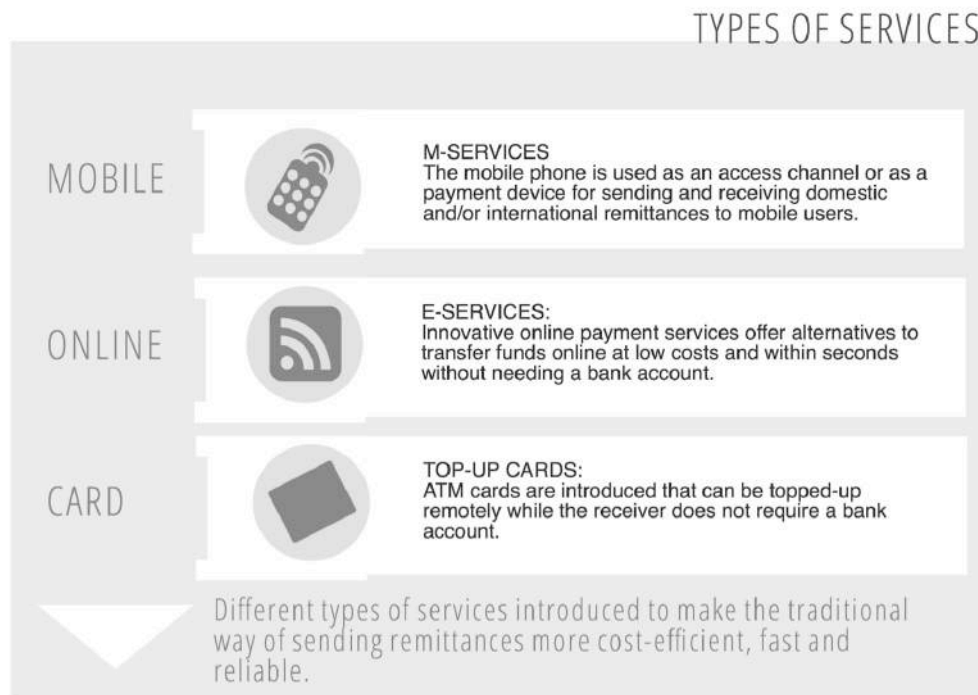 TYPES OF SERVICES
MOBILE
M-SERVICES
The mobile phone is used as an access channel or as a
payment device for sending and receiving domestic
and/or international remittances to mobile users.
ONLINE
E-SERVICES:
Innovative online payment services offer alternatives to
transfer funds online at low costs and within seconds
without needing a bank account.
CARD
TOP-UP CARDS:
ATM cards are introduced that can be topped-up
remotely while the receiver does not require a bank
account.
Different types of services introduced to make the traditional
way of sending remittances more cost-efficient, fast and
reliable.